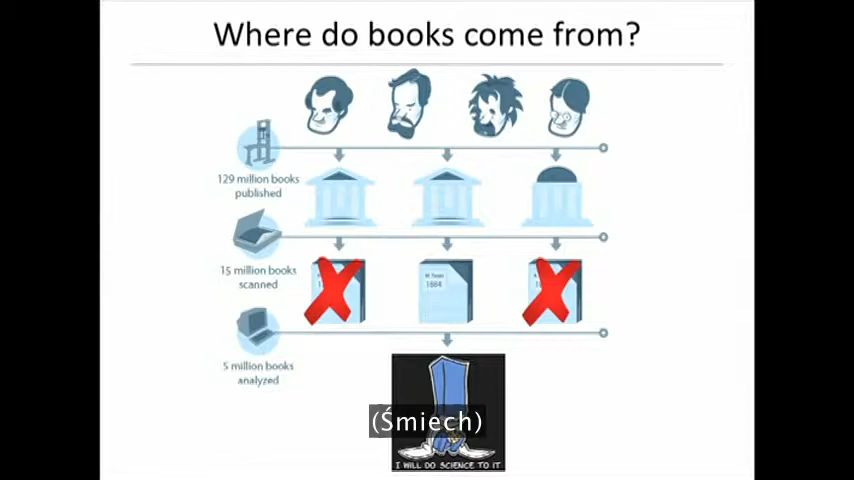 Where do books come from?
129 million books
published
15 million books
scanned
1884
5 million books
analyzed
(Śmiech)
I WILL DO SCIENCE TO IT